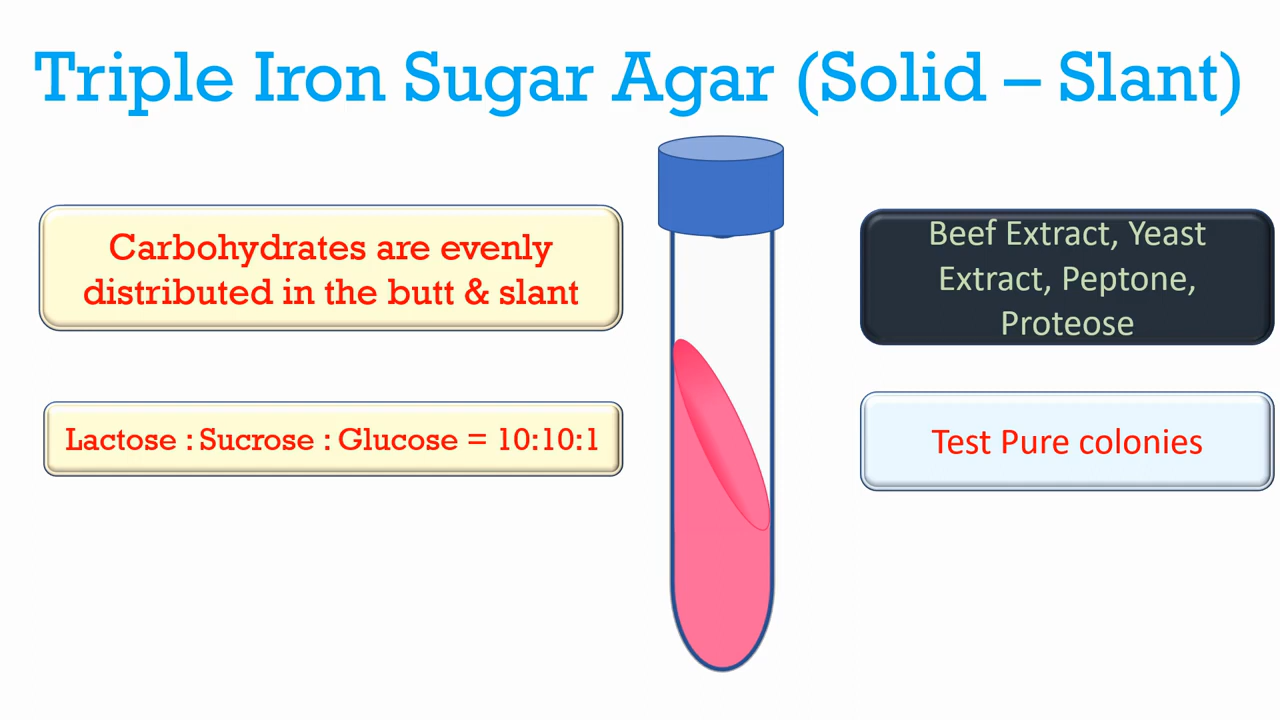 Triple Iron Sugar Agar (Solid – Slant)
Carbohydrates are evenly
distributed in the butt & slant
Lactose : Sucrose : Glucose = 10:10:1
Beef Extract, Yeast
Extract, Peptone,
Proteose
Test Pure colonies